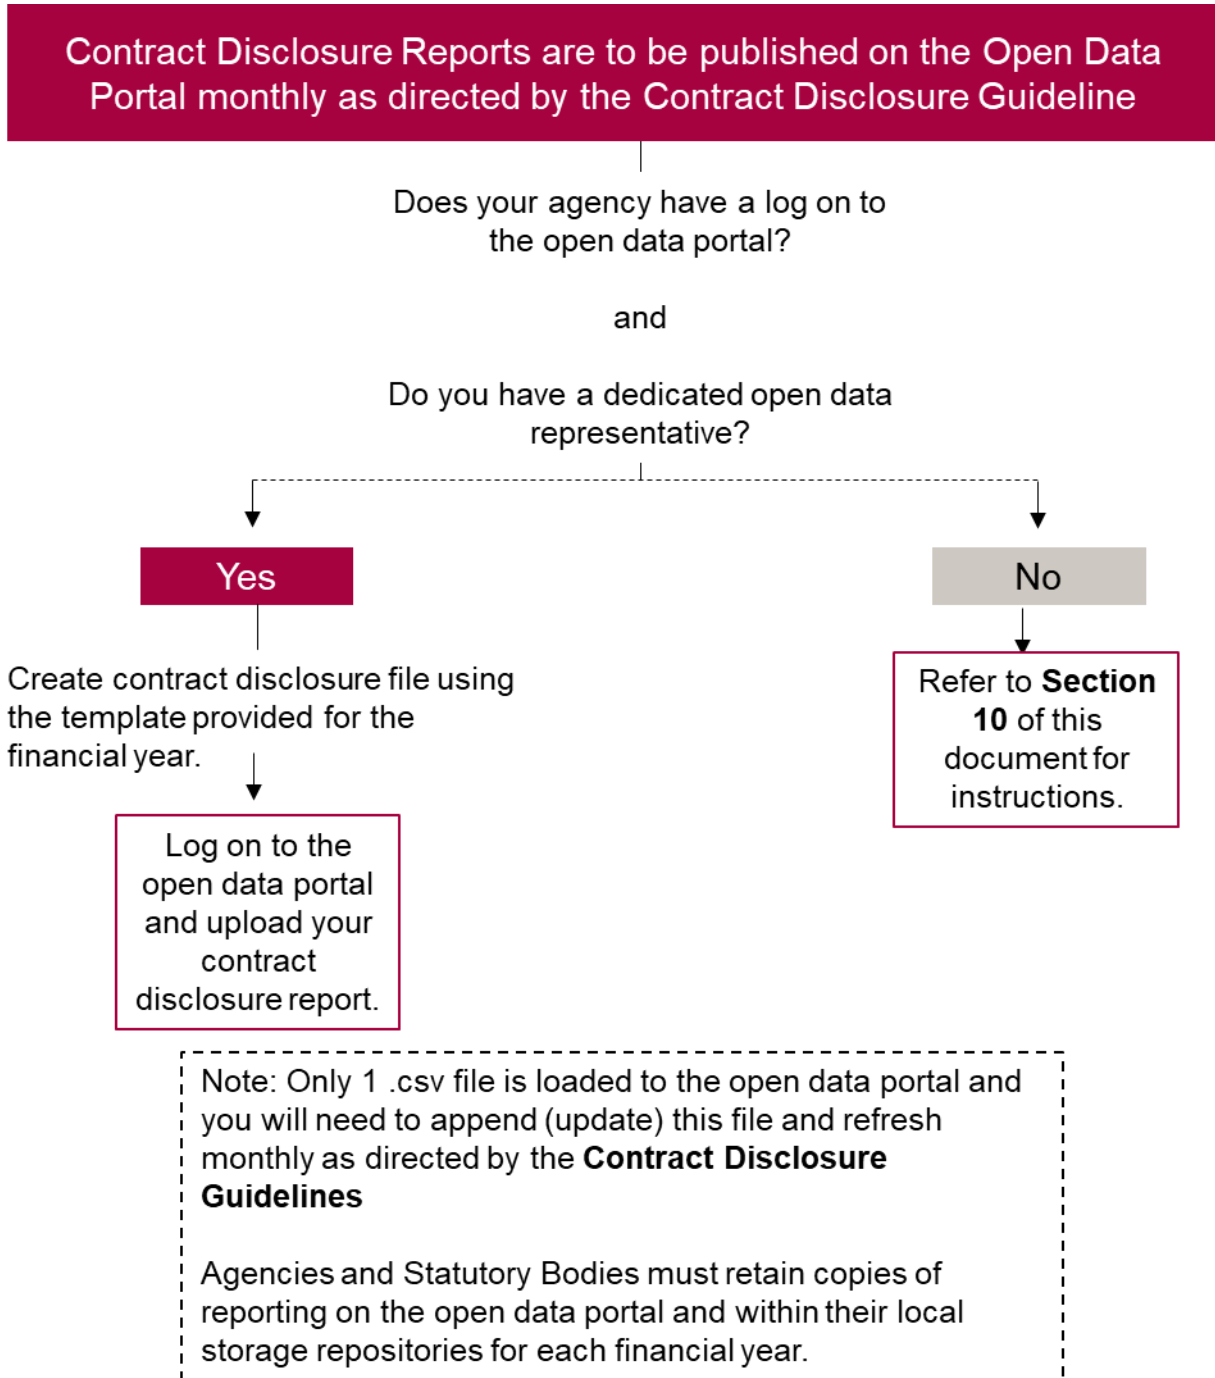 Contract Disclosure Reports are to be published on the Open Data
Portal monthly as directed by the Contract Disclosure Guideline
Does your agency have a log on to
the open data portal?
and
Do you have a dedicated open data
representative?
Yes
No
Create contract disclosure file using
the template provided for the
financial year.
Refer to Section
10 of this
document for
instructions.
Log on to the
open data portal
and upload your
contract
disclosure report.
Note: Only 1 .csv file is loaded to the open data portal and
you will need to append (update) this file and refresh
monthly as directed by the Contract Disclosure
Guidelines
Agencies and Statutory Bodies must retain copies of
reporting on the open data portal and within their local
storage repositories for each financial year.